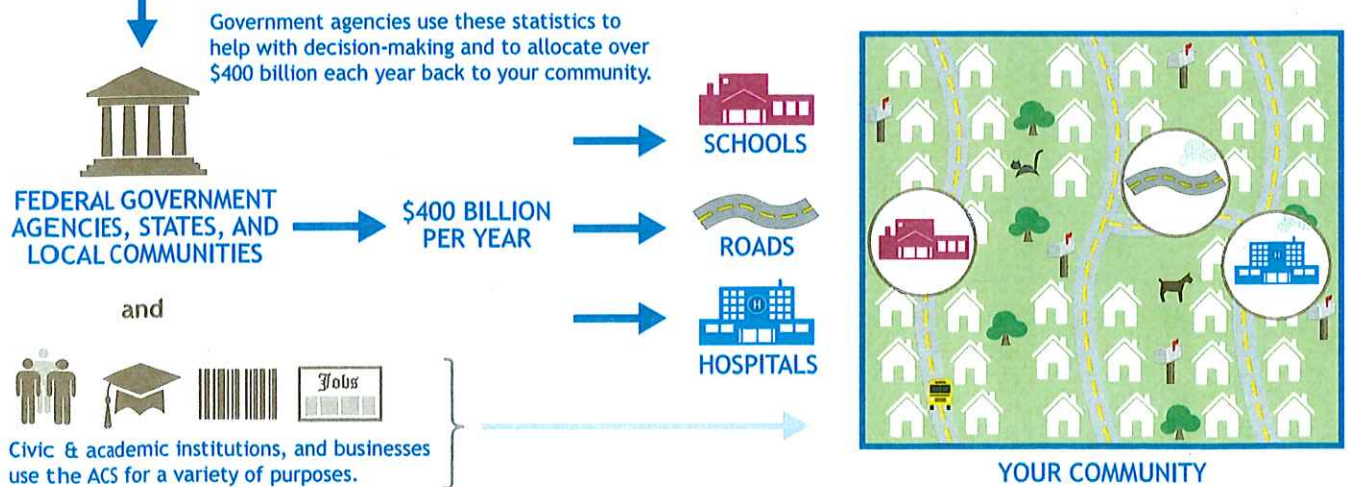 Government agencies use these statistics to
help with decision-making and to allocate over
$400 billion each year back to your community.
FEDERAL GOVERNMENT
AGENCIES, STATES, AND
LOCAL COMMUNITIES
$400 BILLION
PER YEAR
SCHOOLS
ROADS
H
HOSPITALS
and
Jobs
Civic & academic institutions, and businesses
use the ACS for a variety of purposes.
H
YOUR COMMUNITY